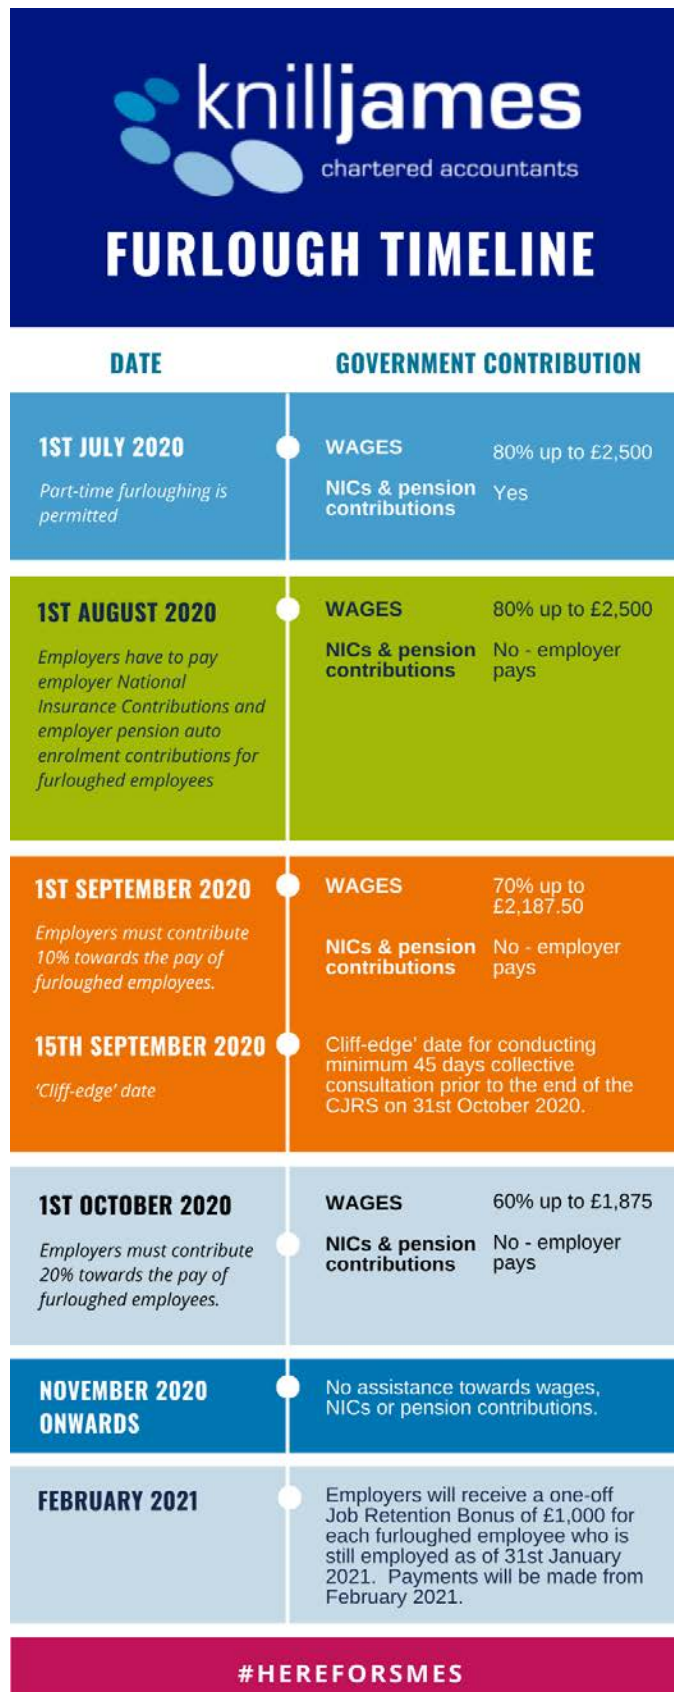 knilljames
chartered accountants
FURLOUGH TIMELINE
DATE
GOVERNMENT CONTRIBUTION
1ST JULY 2020
Part-time furloughing is
permitted
WAGES
80% up to £2,500
NICs & pension
contributions
Yes
1ST AUGUST 2020
Employers have to pay
employer National
Insurance Contributions and
employer pension auto
enrolment contributions for
furloughed employees
WAGES
80% up to £2,500
NICs & pension
contributions
No - employer
pays
1ST SEPTEMBER 2020
Employers must contribute
10% towards the pay of
furloughed employees.
WAGES
70% up to
£2,187.50
NICs & pension
contributions
No - employer
pays
15TH SEPTEMBER 2020
‘Cliff-edge’ date
Cliff-edge' date for conducting
minimum 45 days collective
consultation prior to the end of the
CJRS on 31st October 2020.
1ST OCTOBER 2020
Employers must contribute
20% towards the pay of
furloughed employees.
WAGES
60% up to £1,875
NICs & pension
contributions
No - employer
pays
NOVEMBER 2020
ONWARDS
No assistance towards wages,
NICs or pension contributions.
FEBRUARY 2021
Employers will receive a one-off
Job Retention Bonus of £1,000 for
each furloughed employee who is
still employed as of 31st January
2021.  Payments will be made from
February 2021.
#HEREFORSMES